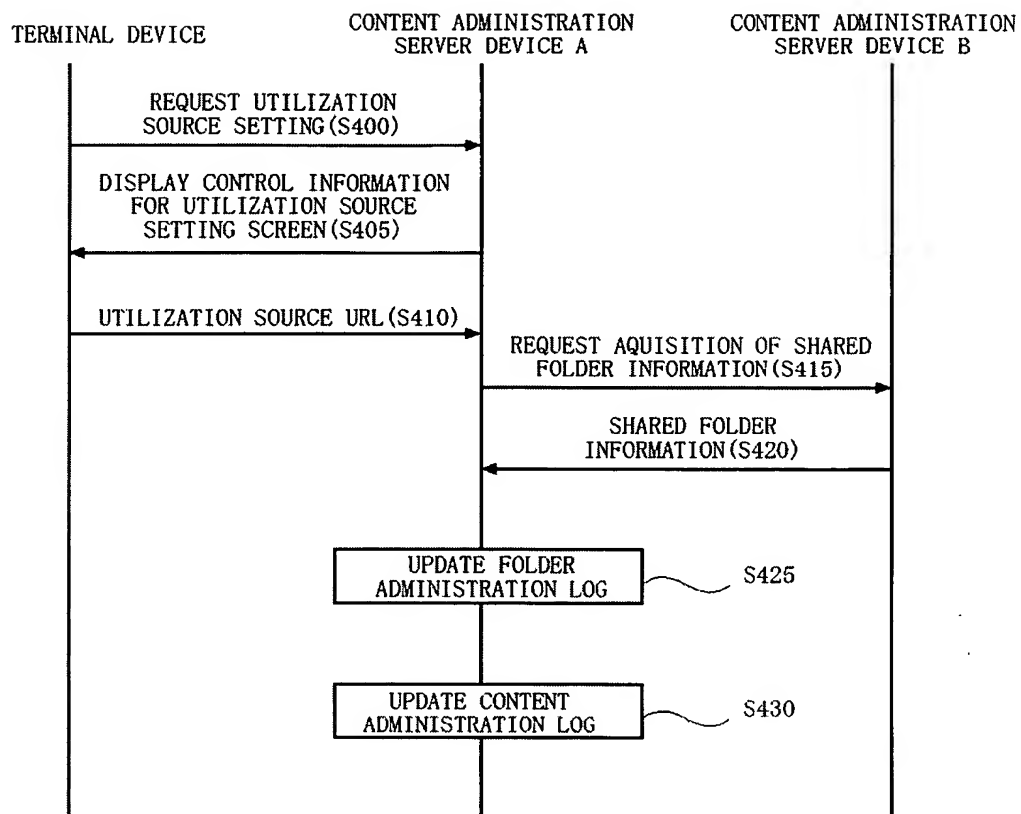 TERMINAL DEVICE
CONTENT ADMINISTRATION
SERVER DEVICE A
CONTENT ADMINISTRATION
SERVER DEVICE B
REQUEST UTILIZATION
SOURCE SETTING(S400)
DISPLAY CONTROL INFORMATION
FOR UTILIZATION SOURCE
SETTING SCREEN(S405)
UTILIZATION SOURCE URL(S410)
REQUEST AQUISITION OF SHARED
FOLDER INFORMATION(S415)
SHARED FOLDER
INFORMATION(S420)
UPDATE FOLDER
ADMINISTRATION LOG
S425
UPDATE CONTENT
ADMINISTRATION LOG
S430